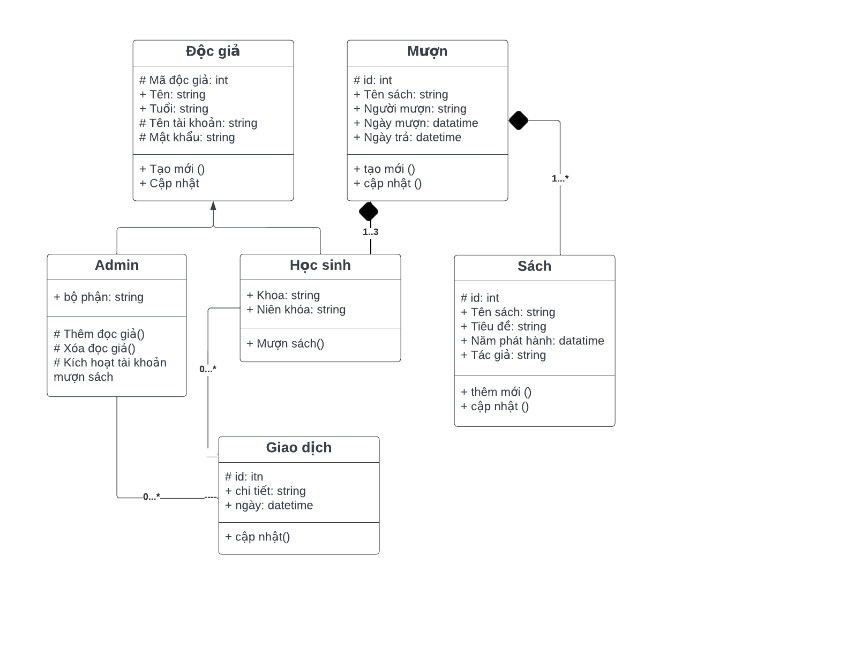 Độc giả
# Mã độc giả: int
+ Tên: string
+ Tuổi: string
# Tên tài khoản: string
# Mật khẩu: string
+ Tạo mới ()
+ Cập nhật
Mượn
# id: int
+ Tên sách: string
+ Người mượn: string
+ Ngày mượn: datatime
+ Ngày trả: datetime
+ tạo mới ()
+ cập nhật ()
1...*
1..3
Admin
+ bộ phận: string
# Thêm đọc giả()
# Xóa đọc giả()
# Kích hoạt tài khoản
mượn sách
Học sinh
+ Khoa: string
+ Niên khóa: string
+ Mượn sách()
Sách
# id: int
+ Tên sách: string
+ Tiêu đề: string
+ Năm phát hành: datatime
+ Tác giả: string
+ thêm mới ()
+ cập nhật ()
0...*
Giao dịch
# id: itn
+ chi tiết: string
+ ngày: datetime
+ cập nhật()
0...*